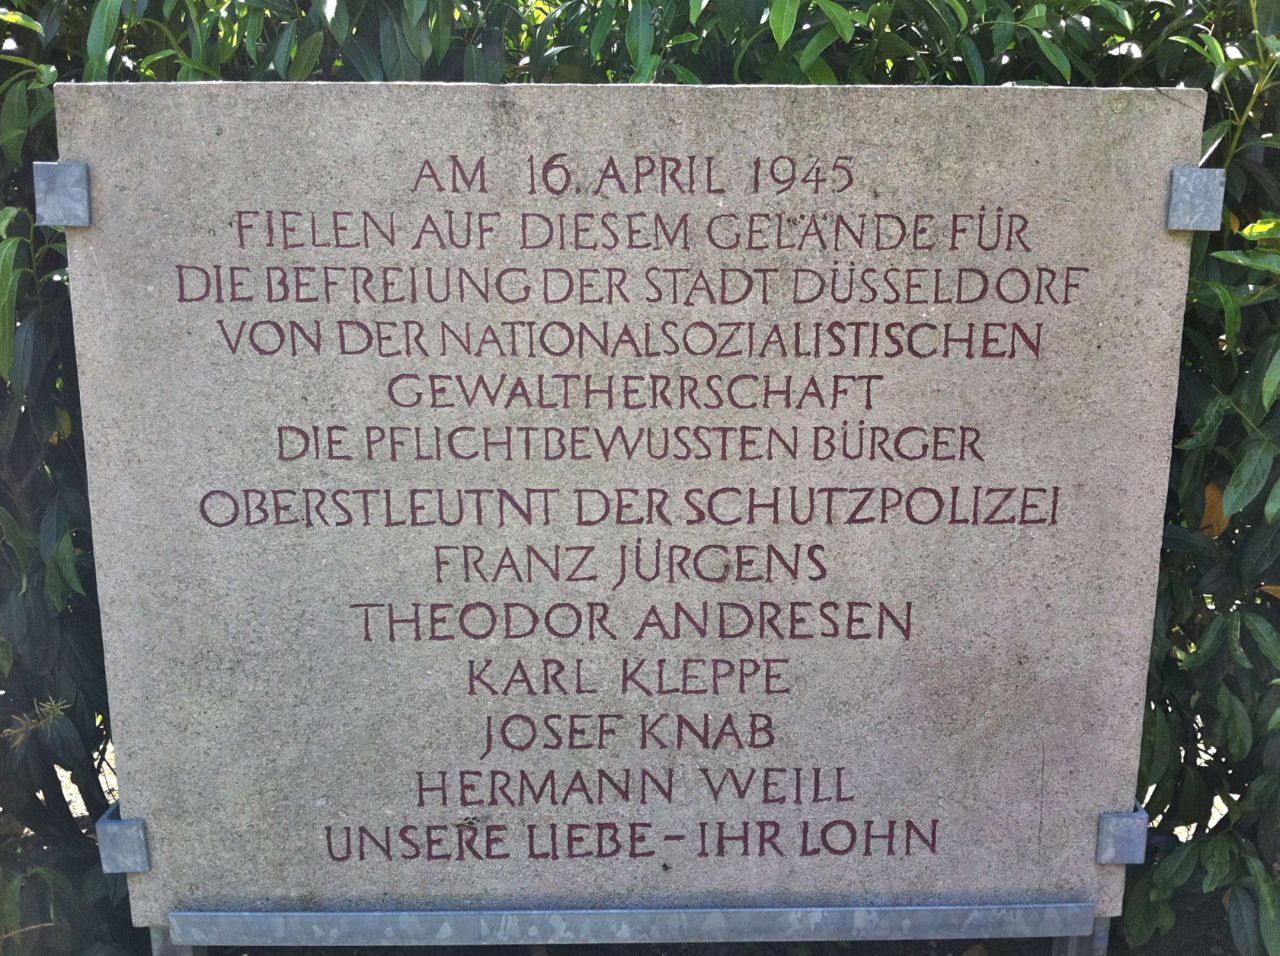 AM 16. APRIL 1945
FIELEN AUF DIESEM GELÄNDE FÜR
DIE BEFREIUNG DER STADT DÜSSELDORF
VON DER NATIONALSOZIALISTISCHEN
GEWALTHERRSCHAFT
DIE PFLICHTBEWUSSTEN BÜRGER
OBERSTLEUTNT DER SCHUTZPOLIZEI
FRANZ JÜRGENS
THEODOR ANDRESEN
KARL KLEPPE
JOSEF KNAB
HERMANN WEILL
UNSERE LIEBE-IHR LOHN